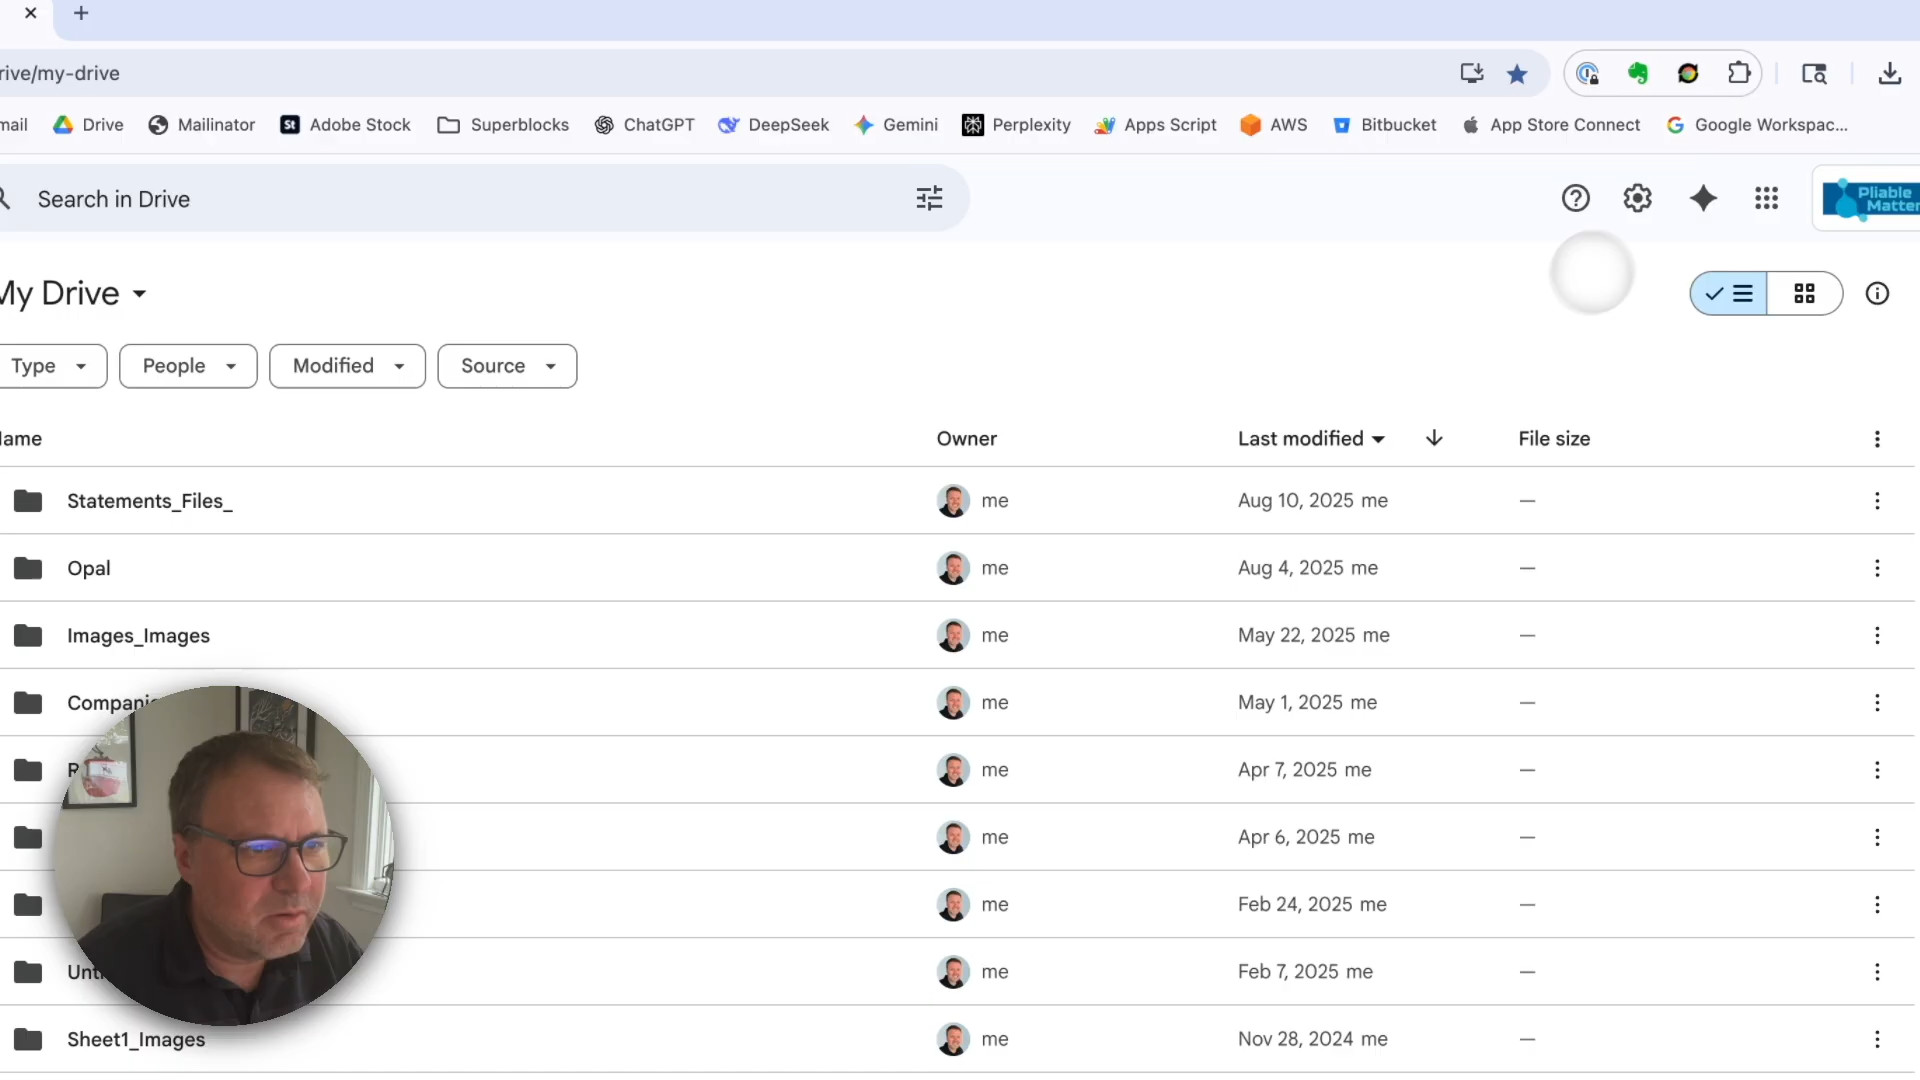 rive/my-drive
mail Drive Mailinator Adobe Stock Superblocks ChatGPT DeepSeek Gemini Perplexity Apps Script AWS Bitbucket App Store Connect Google Workspac...
Search in Drive
Pliable
Matter
My Drive
Type People Modified Source
lame Owner Last modified File size
Statements_Files_ me Aug 10, 2025 me —
Opal me Aug 4, 2025 me —
Images_Images me May 22, 2025 me —
Companie me May 1, 2025 me —
R me Apr 7, 2025 me —
me Apr 6, 2025 me —
me Feb 24, 2025 me —
Unt me Feb 7, 2025 me —
Sheet1_Images me Nov 28, 2024 me —